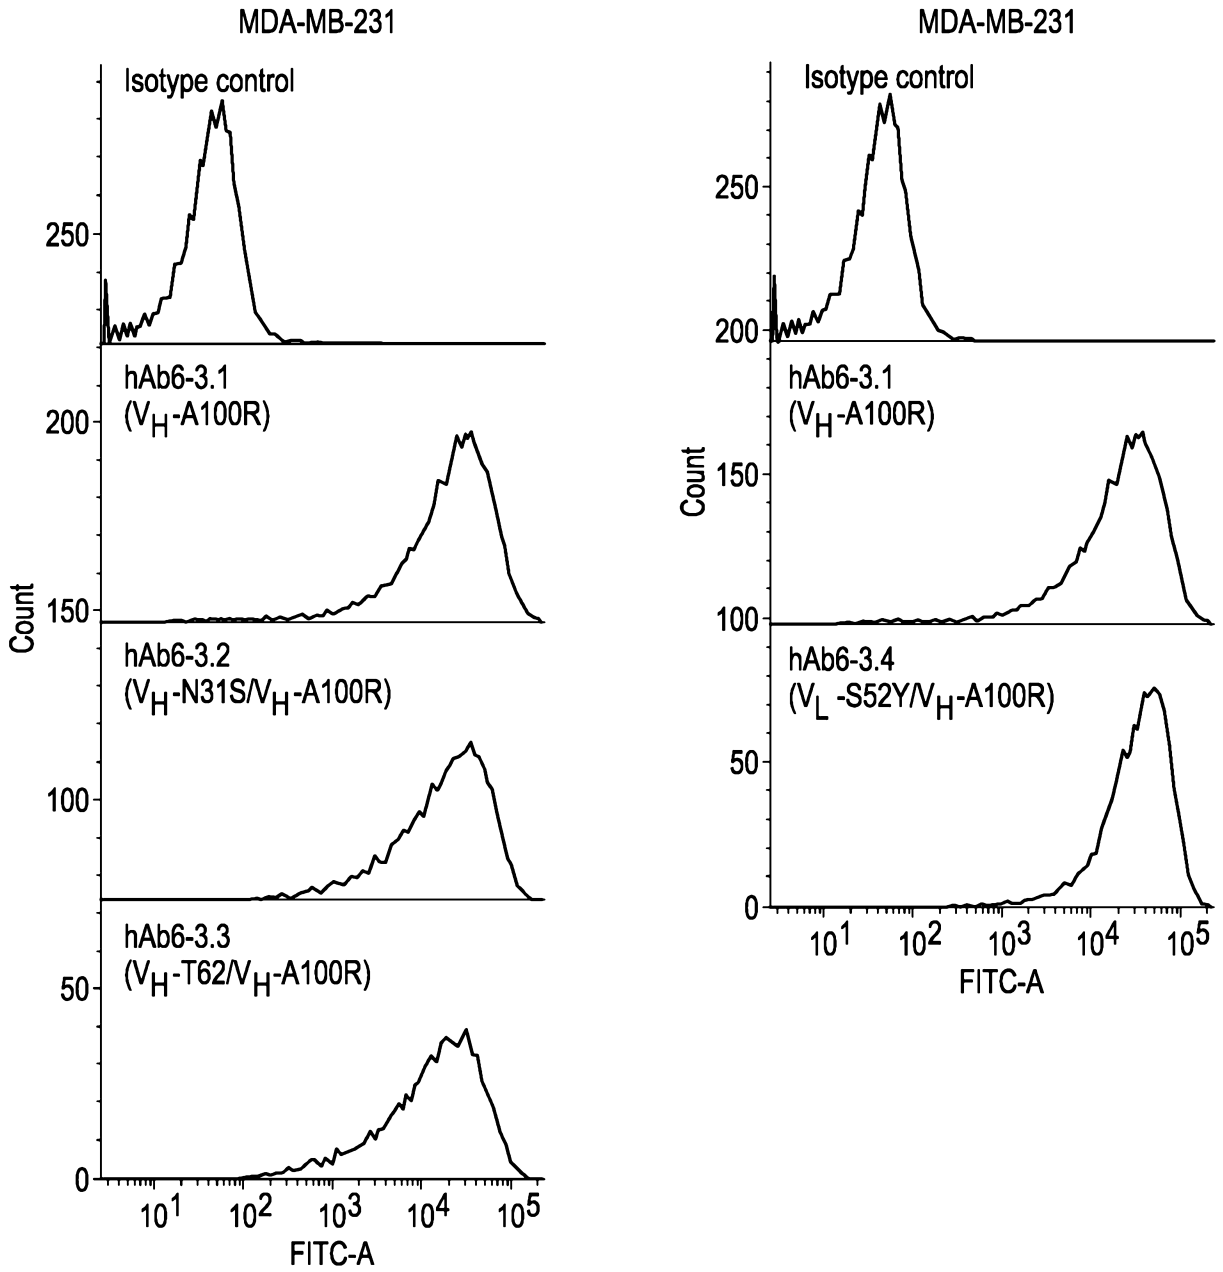 MDA-MB-231
Isotype control
250
hAb6-3.1
(VH-A100R)
200
150
hAb6-3.2
(VH-N31S/VH-A100R)
100
hAb6-3.3
(VH-T62/VH-A100R)
50
0
Count
10¹ 10² 10³ 10⁴ 10⁵
FITC-A
MDA-MB-231
Isotype control
250
200
hAb6-3.1
(VH-A100R)
150
100
hAb6-3.4
(VL -S52Y/VH-A100R)
50
0
Count
10¹ 10² 10³ 10⁴ 10⁵
FITC-A